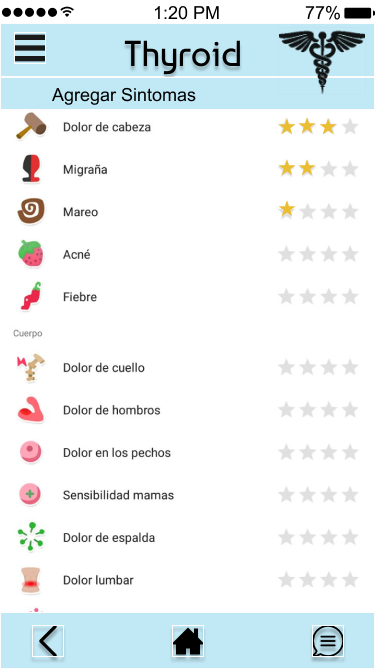 1:20 PM 77%
Thyroid
Agregar Sintomas
Dolor de cabeza
Migraña
Mareo
Acné
Fiebre
Cuerpo
Dolor de cuello
Dolor de hombros
Dolor en los pechos
Sensibilidad mamas
Dolor de espalda
Dolor lumbar